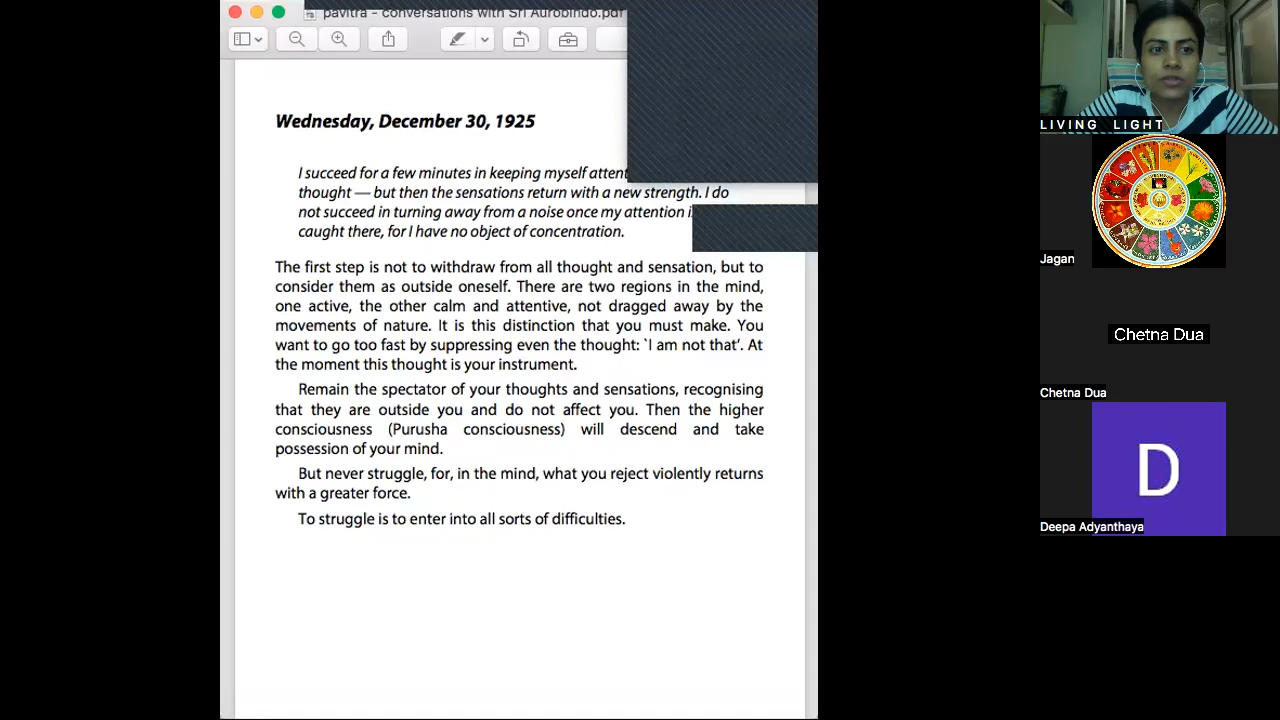 pavitra - conversations with Sri Aurobindo.pdf
Wednesday, December 30, 1925
I succeed for a few minutes in keeping myself
thought — but then the sensations return with a new strength. I do
not succeed in turning away from a noise once my attention
caught there, for I have no object of concentration.
The first step is not to withdraw from all thought and sensation, but to
consider them as outside oneself. There are two regions in the mind,
one active, the other calm and attentive, not dragged away by the
movements of nature. It is this distinction that you must make. You
want to go too fast by suppressing even the thought: `I am not that'. At
the moment this thought is your instrument.
Remain the spectator of your thoughts and sensations, recognising
that they are outside you and do not affect you. Then the higher
consciousness (Purusha consciousness) will descend and take
possession of your mind.
But never struggle, for, in the mind, what you reject violently returns
with a greater force.
To struggle is to enter into all sorts of difficulties.
LIVING LIGHT
Jagan
Chetna Dua
Chetna Dua
D
Deepa Adyanthaya